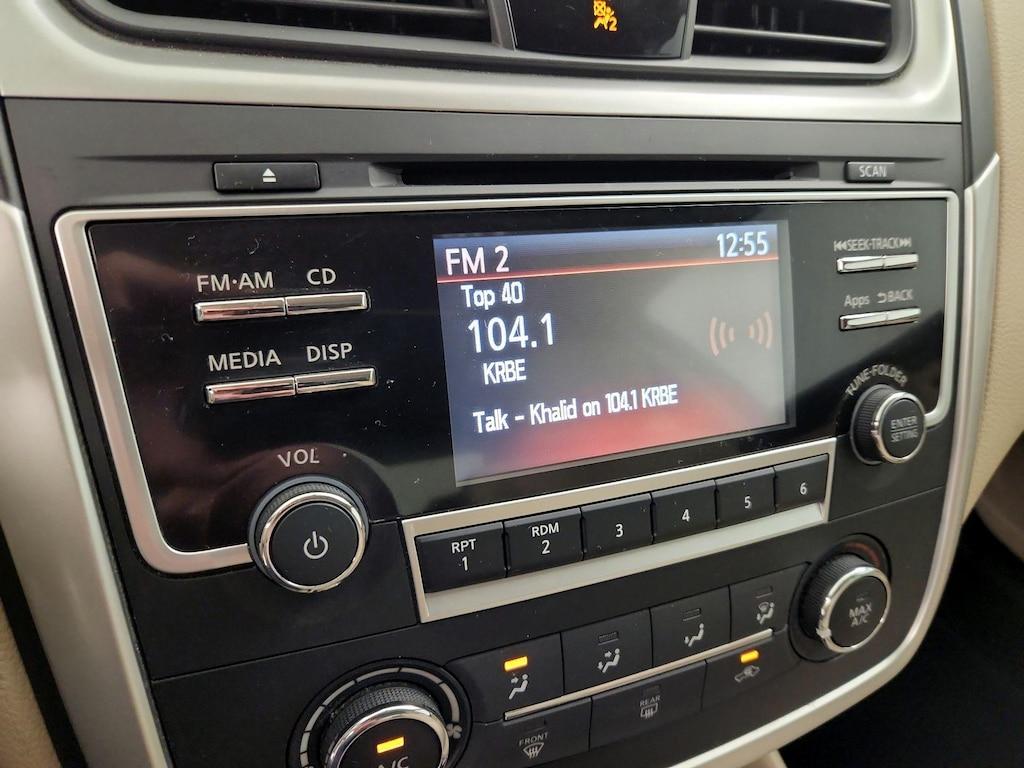 2
SCAN
FM 2 12:55
Top 40
104.1
KRBE
Talk - Khalid on 104.1 KRBE
FM·AM CD
MEDIA DISP
VOL
SEEK·TRACK
Apps BACK
TUNE·FOLDER
ENTER
SETTING
RPT
1
RDM
2
3
4
5
6
MAX
A/C
REAR
FRONT
A/C